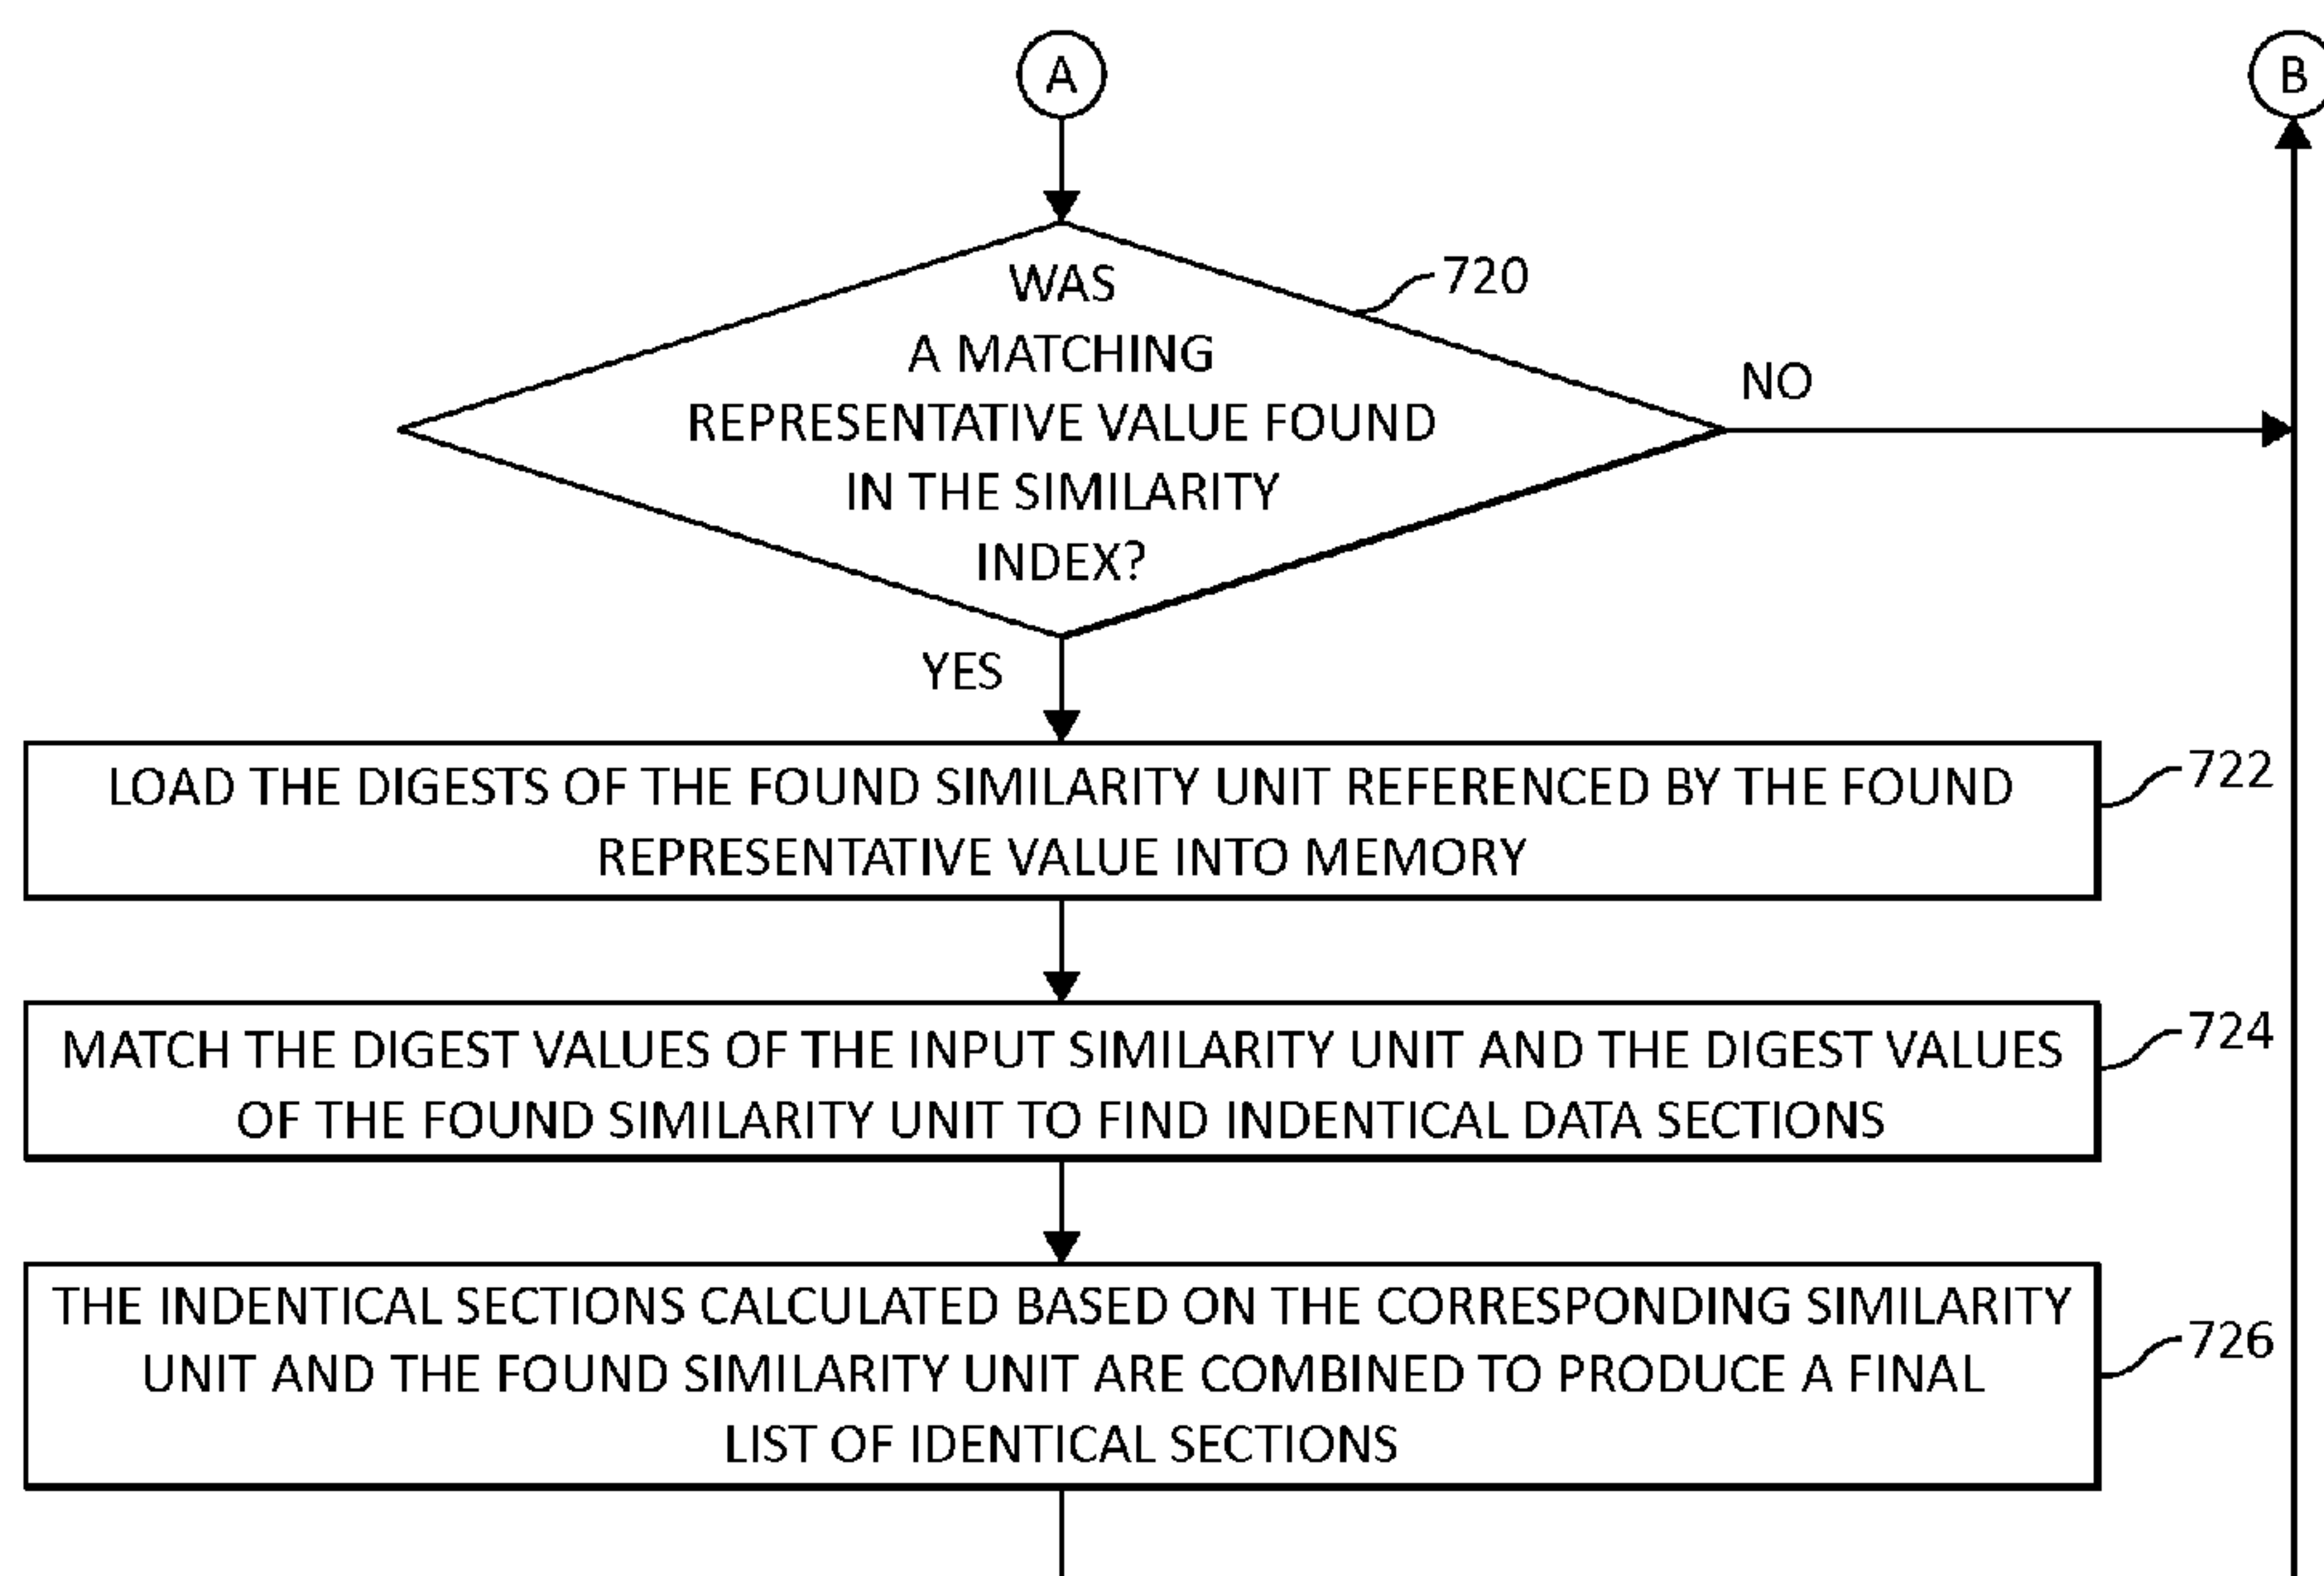 A
B
WAS
A MATCHING
REPRESENTATIVE VALUE FOUND
IN THE SIMILARITY
INDEX?
720
NO
YES
LOAD THE DIGESTS OF THE FOUND SIMILARITY UNIT REFERENCED BY THE FOUND
REPRESENTATIVE VALUE INTO MEMORY
722
MATCH THE DIGEST VALUES OF THE INPUT SIMILARITY UNIT AND THE DIGEST VALUES
OF THE FOUND SIMILARITY UNIT TO FIND INDENTICAL DATA SECTIONS
724
THE INDENTICAL SECTIONS CALCULATED BASED ON THE CORRESPONDING SIMILARITY
UNIT AND THE FOUND SIMILARITY UNIT ARE COMBINED TO PRODUCE A FINAL
LIST OF IDENTICAL SECTIONS
726